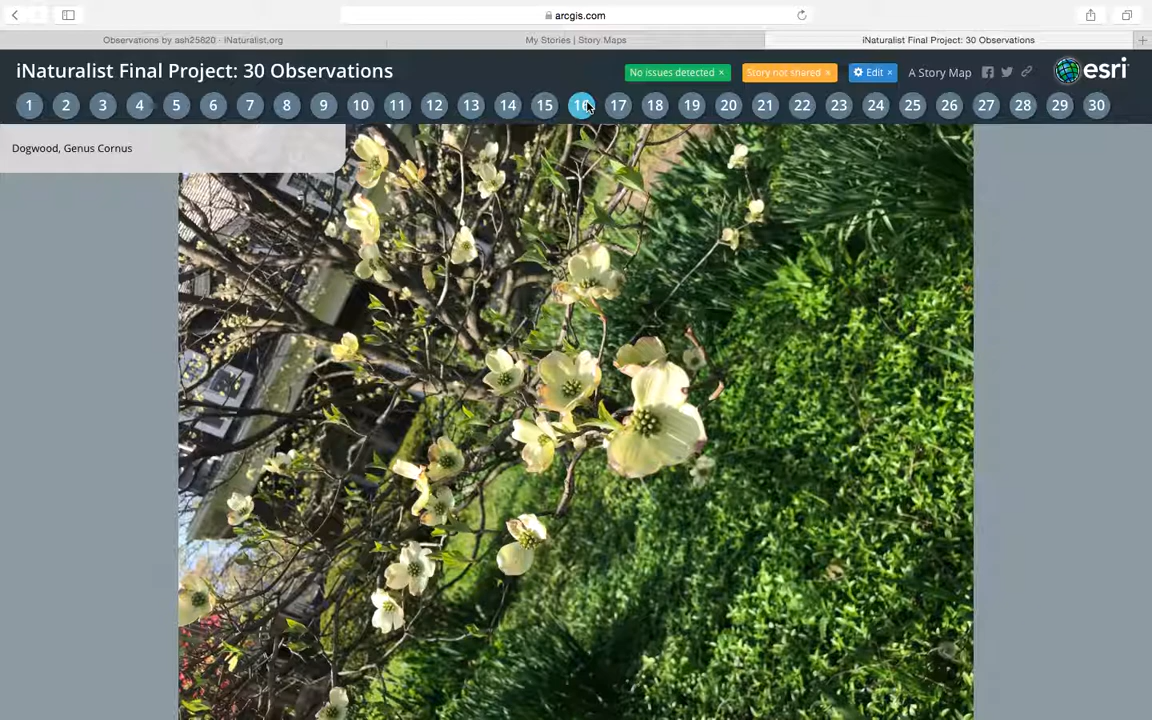 arcgis.com
Observations by ash25820 · iNaturalist.org
My Stories | Story Maps
iNaturalist Final Project: 30 Observations
iNaturalist Final Project: 30 Observations
No issues detected ×
Story not shared ×
Edit ×
A Story Map
esri
1 2 3 4 5 6 7 8 9 10 11 12 13 14 15 16 17 18 19 20 21 22 23 24 25 26 27 28 29 30
Dogwood, Genus Cornus